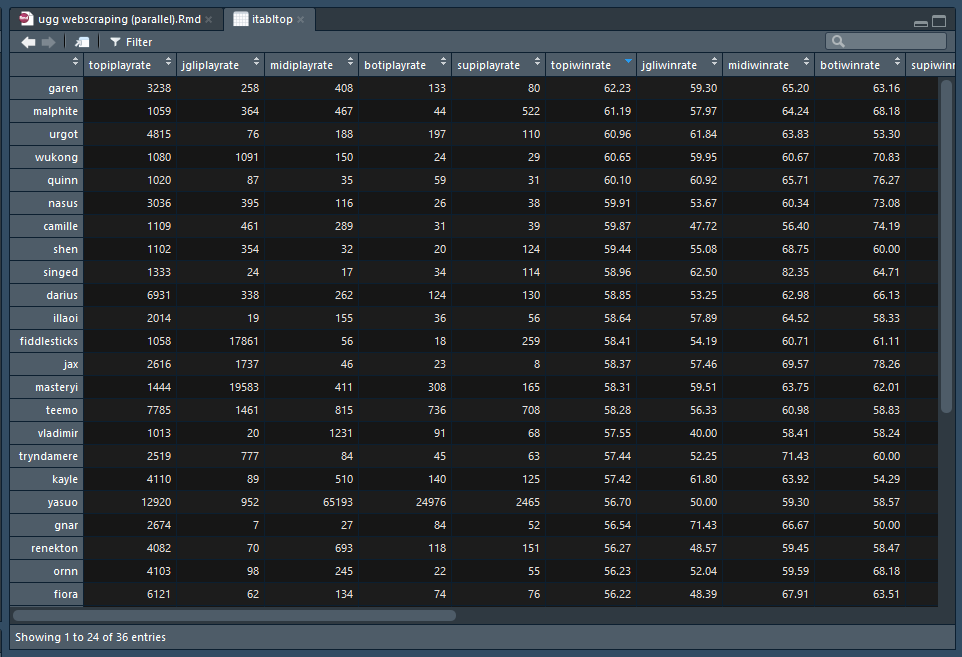 ugg webscraping (parallel).Rmd × itabltop ×
Filter
topiplayrate jgliplayrate midiplayrate botiplayrate supiplayrate topiwinrate jgliwinrate midiwinrate botiwinrate supiwinr
garen 3238 258 408 133 80 62.23 59.30 65.20 63.16
malphite 1059 364 467 44 522 61.19 57.97 64.24 68.18
urgot 4815 76 188 197 110 60.96 61.84 63.83 53.30
wukong 1080 1091 150 24 29 60.65 59.95 60.67 70.83
quinn 1020 87 35 59 31 60.10 60.92 65.71 76.27
nasus 3036 395 116 26 38 59.91 53.67 60.34 73.08
camille 1109 461 289 31 39 59.87 47.72 56.40 74.19
shen 1102 354 32 20 124 59.44 55.08 68.75 60.00
singed 1333 24 17 34 114 58.96 62.50 82.35 64.71
darius 6931 338 262 124 130 58.85 53.25 62.98 66.13
illaoi 2014 19 155 36 56 58.64 57.89 64.52 58.33
fiddlesticks 1058 17861 56 18 259 58.41 54.19 60.71 61.11
jax 2616 1737 46 23 8 58.37 57.46 69.57 78.26
masteryi 1444 19583 411 308 165 58.31 59.51 63.75 62.01
teemo 7785 1461 815 736 708 58.28 56.33 60.98 58.83
vladimir 1013 20 1231 91 68 57.55 40.00 58.41 58.24
tryndamere 2519 777 84 45 63 57.44 52.25 71.43 60.00
kayle 4110 89 510 140 125 57.42 61.80 63.92 54.29
yasuo 12920 952 65193 24976 2465 56.70 50.00 59.30 58.57
gnar 2674 7 27 84 52 56.54 71.43 66.67 50.00
renekton 4082 70 693 118 151 56.27 48.57 59.45 58.47
ornn 4103 98 245 22 55 56.23 52.04 59.59 68.18
fiora 6121 62 134 74 76 56.22 48.39 67.91 63.51
Showing 1 to 24 of 36 entries